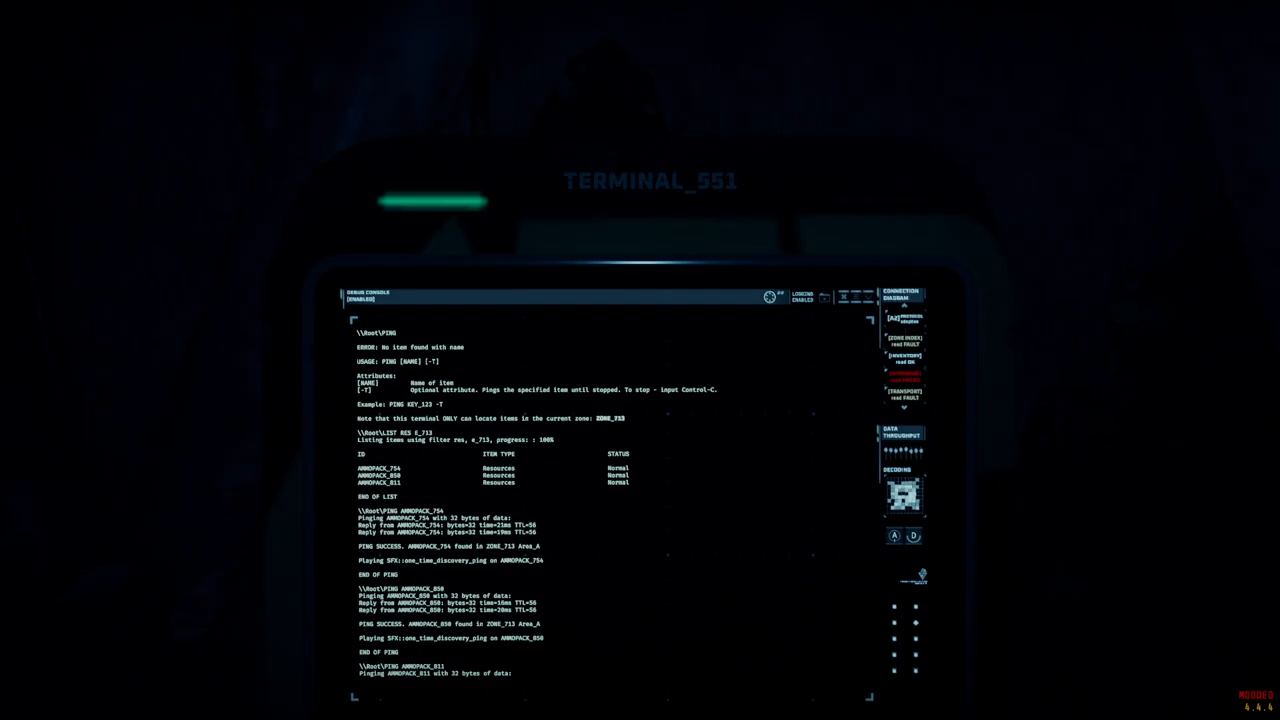 TERMINAL_551
DEBUG CONSOLE
[ENABLED]
LOGGING
ENABLED
\\Root\PING
ERROR: No item found with name
USAGE: PING [NAME] [-T]
Attributes:
[NAME] Name of item
[-T] Optional attribute. Pings the specified item until stopped. To stop - input Control-C.
Example: PING KEY_123 -T
Note that this terminal ONLY can locate items in the current zone: ZONE_713
\\Root\LIST RES E_713
Listing items using filter res, e_713, progress: : 100%
ID ITEM TYPE STATUS
AMMOPACK_754 Resources Normal
AMMOPACK_850 Resources Normal
AMMOPACK_811 Resources Normal
END OF LIST
\\Root\PING AMMOPACK_754
Pinging AMMOPACK_754 with 32 bytes of data:
Reply from AMMOPACK_754: bytes=32 time=21ms TTL=56
Reply from AMMOPACK_754: bytes=32 time=19ms TTL=56
PING SUCCESS. AMMOPACK_754 found in ZONE_713 Area_A
Playing SFX::one_time_discovery_ping on AMMOPACK_754
END OF PING
\\Root\PING AMMOPACK_850
Pinging AMMOPACK_850 with 32 bytes of data:
Reply from AMMOPACK_850: bytes=32 time=16ms TTL=56
Reply from AMMOPACK_850: bytes=32 time=20ms TTL=56
PING SUCCESS. AMMOPACK_850 found in ZONE_713 Area_A
Playing SFX::one_time_discovery_ping on AMMOPACK_850
END OF PING
\\Root\PING AMMOPACK_811
Pinging AMMOPACK_811 with 32 bytes of data:
CONNECTION
DIAGRAM
[A2] PROTOCOL
[ZONE INDEX]
read FAULT
[INVENTORY]
read OK
[TRANSPORT]
read FAULT
DATA
THROUGHPUT
DECODING
A D
MODDED
4.4.4